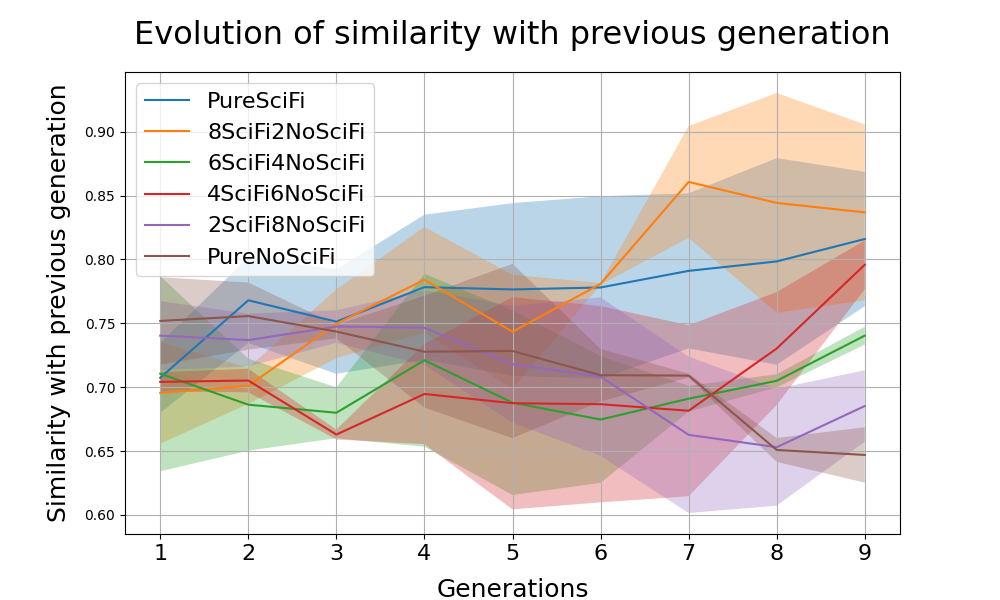 Evolution of similarity with previous generation
Similarity with previous generation
0.90
0.85
0.80
0.75
0.70
0.65
0.60
PureSciFi
8SciFi2NoSciFi
6SciFi4NoSciFi
4SciFi6NoSciFi
2SciFi8NoSciFi
PureNoSciFi
1 2 3 4 5 6 7 8 9
Generations